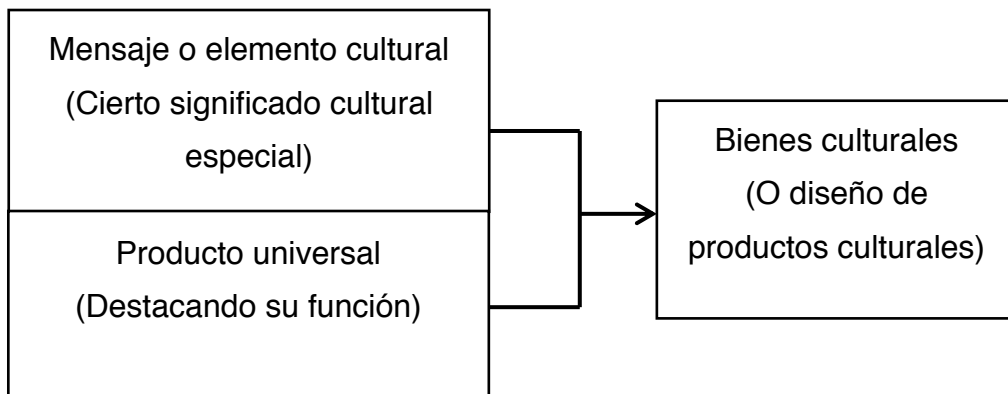 Mensaje o elemento cultural
(Cierto significado cultural
especial)
Producto universal
(Destacando su función)
Bienes culturales
(O diseño de
productos culturales)